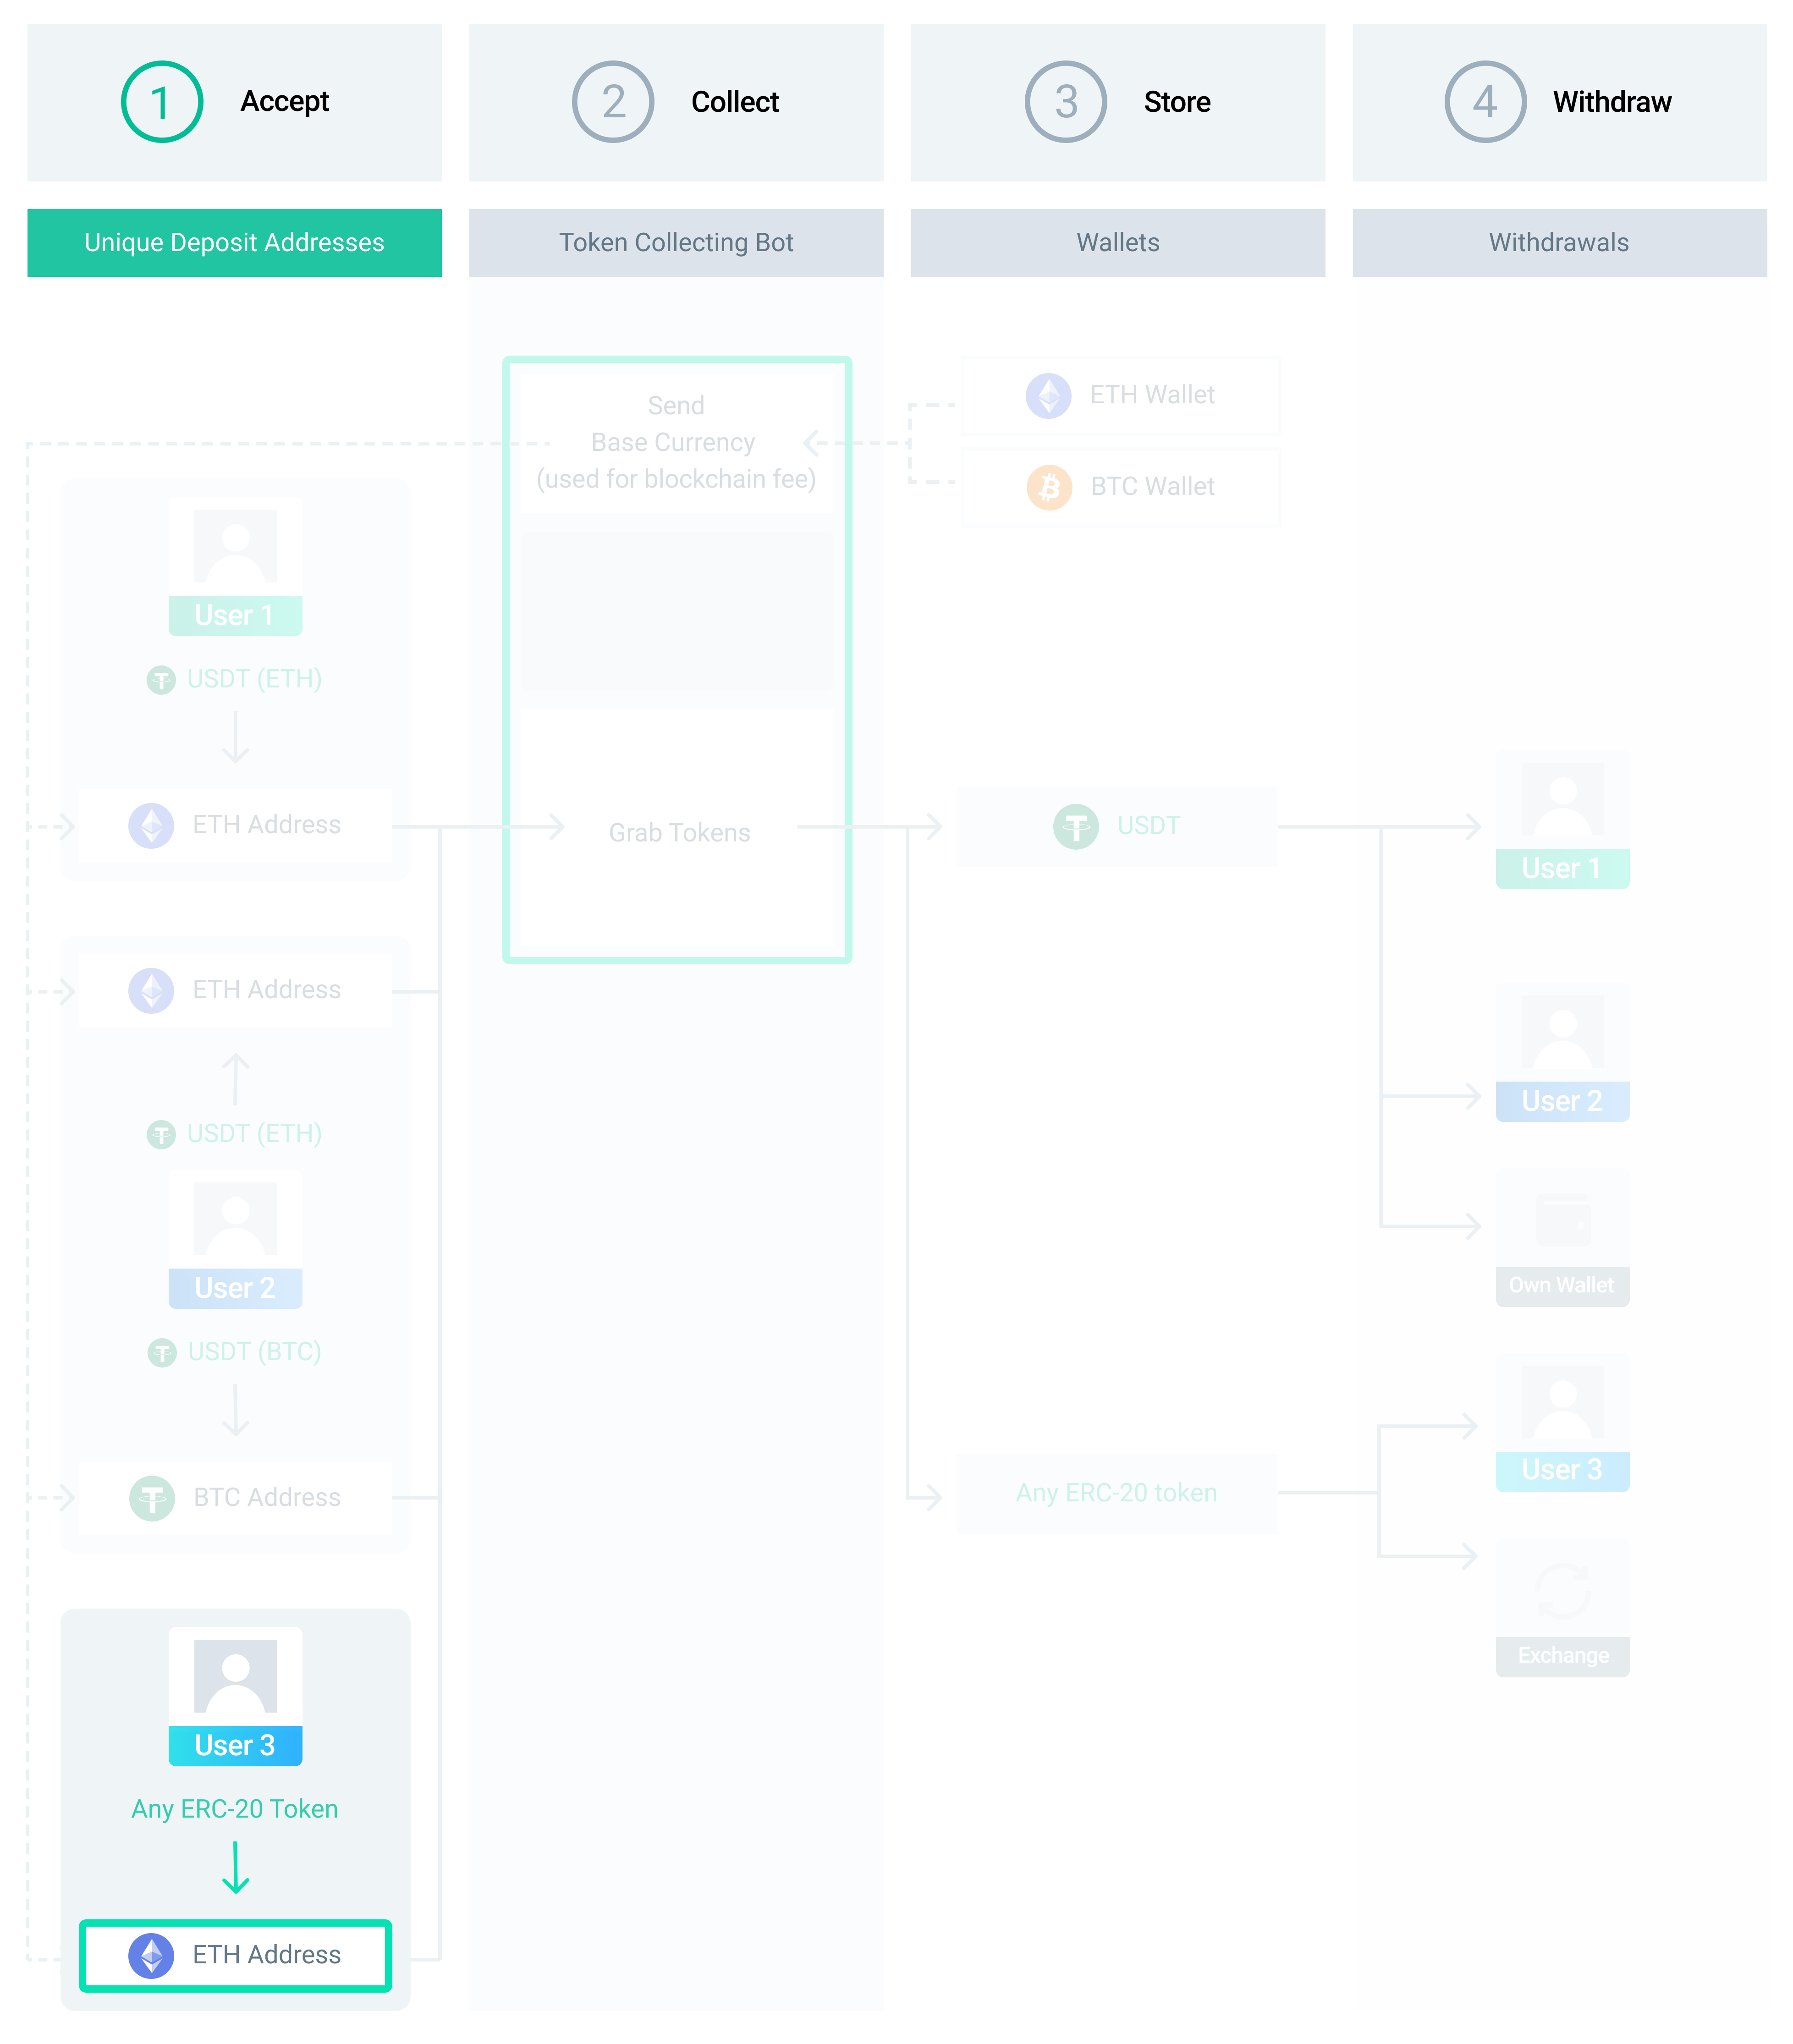 1
Accept
2
Collect
3
Store
4
Withdraw
Unique Deposit Addresses
Token Collecting Bot
Wallets
Withdrawals
Send
Base Currency
(used for blockchain fee)
ETH Wallet
BTC Wallet
User 1
USDT (ETH)
ETH Address
Grab Tokens
USDT
User 1
ETH Address
USDT (ETH)
User 2
USDT (BTC)
BTC Address
User 2
Own Wallet
Any ERC-20 token
User 3
Exchange
User 3
Any ERC-20 Token
ETH Address